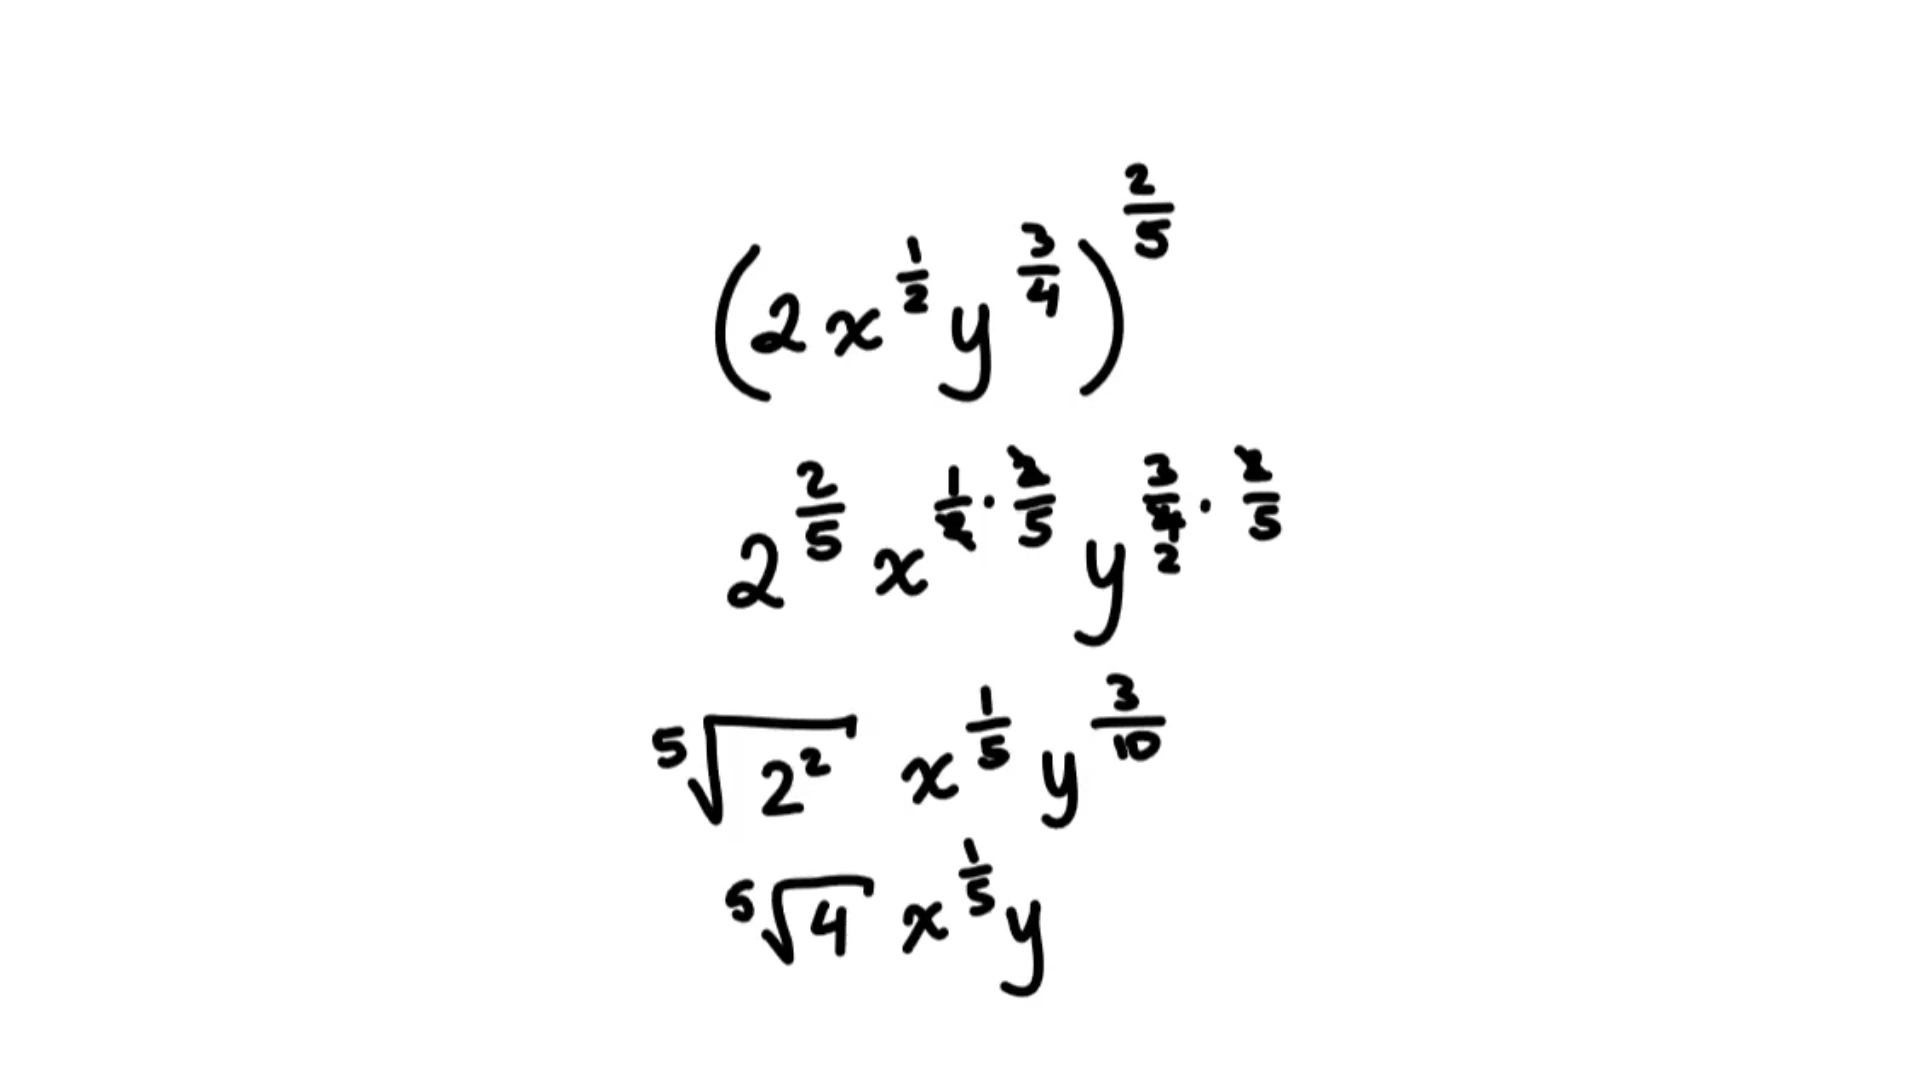 (2x^{1/2}y^{3/4})^{2/5}
2^{2/5} x^{1/2 · 2/5} y^{3/4 2 · 2/5}
⁵√(2²) x^{1/5} y^{3/10}
⁵√4 x^{1/5} y